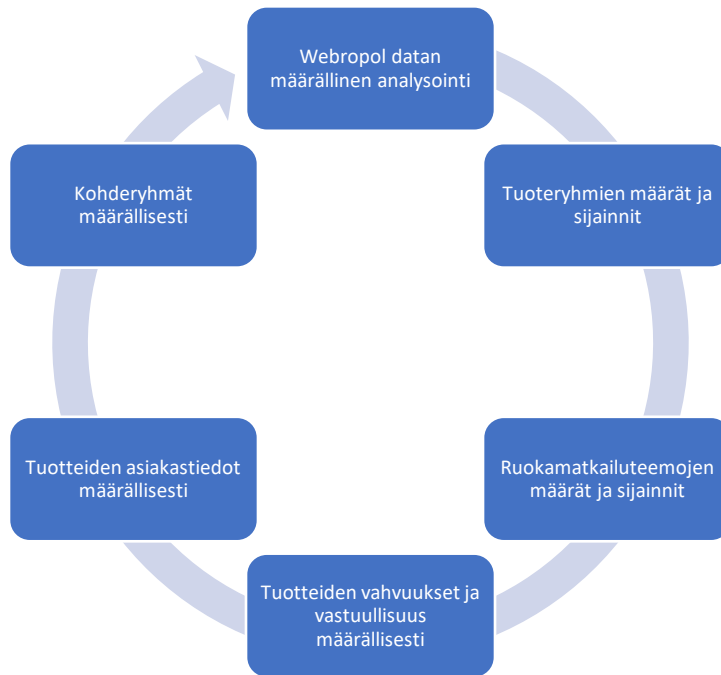 Webropol datan
määrällinen analysointi
Tuoteryhmien määrät ja
sijainnit
Ruokamatkailuteemojen
määrät ja sijainnit
Tuotteiden vahvuukset ja
vastuullisuus
määrällisesti
Tuotteiden asiakastiedot
määrällisesti
Kohderyhmät
määrällisesti